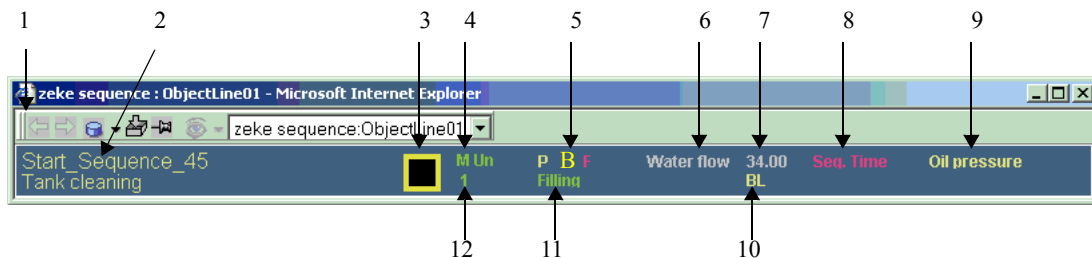 1 2 3 4 5 6 7 8 9
zeke sequence : ObjectLine01 - Microsoft Internet Explorer
zeke sequence:ObjectLine01
Start_Sequence_45 M Un P B F Water flow 34.00 Seq. Time Oil pressure
Tank cleaning 1 Filling BL
12 11 10